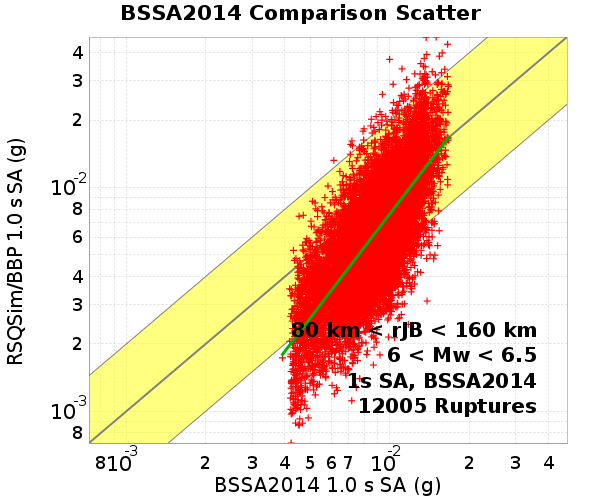 BSSA2014 Comparison Scatter
RSQSim/BBP 1.0 s SA (g)
4
3
2
10-2
8
6
4
3
2
10-3
8
80 km < rJB < 160 km
6 < Mw < 6.5
1s SA, BSSA2014
12005 Ruptures
8 10-3 2 3 4 5 6 7 10-2 2 3 4
BSSA2014 1.0 s SA (g)